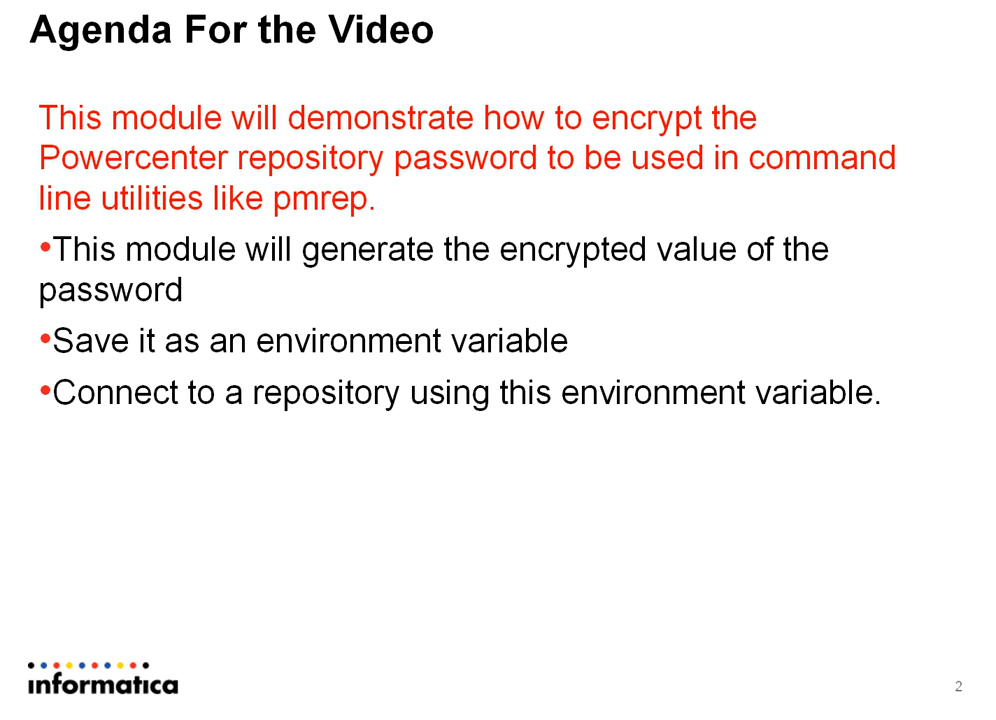 Agenda For the Video
This module will demonstrate how to encrypt the
Powercenter repository password to be used in command
line utilities like pmrep.
•This module will generate the encrypted value of the
password
•Save it as an environment variable
•Connect to a repository using this environment variable.
informatica
2